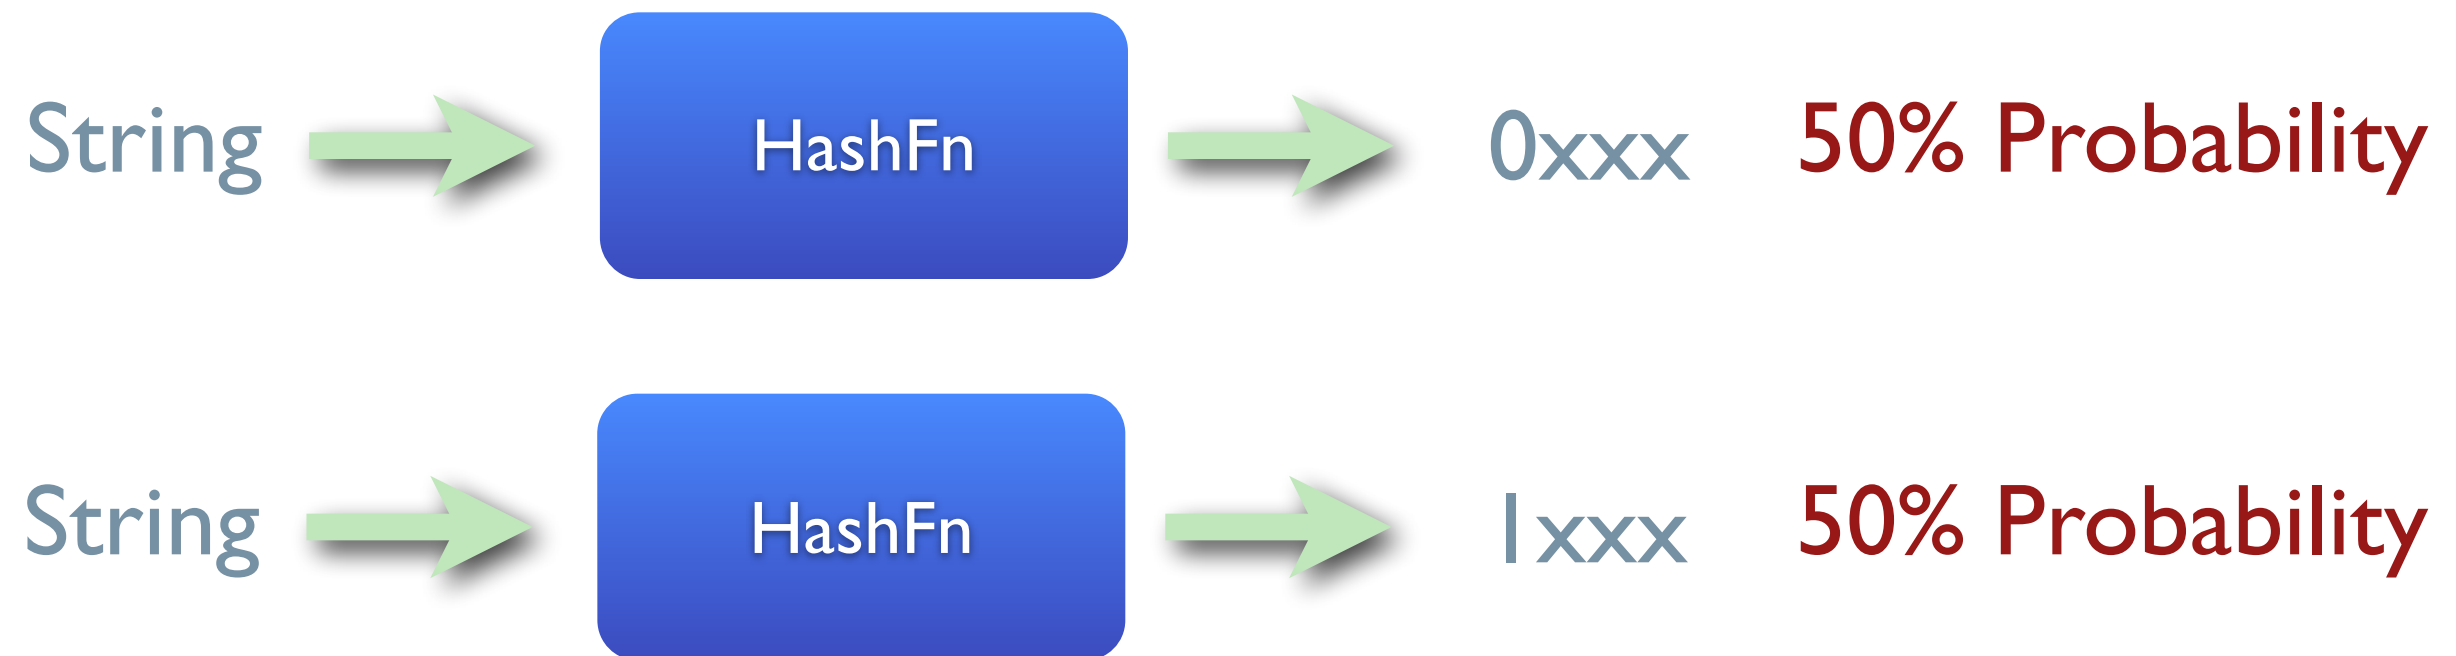 String HashFn 0xxx 50% Probability
String HashFn 1xxx 50% Probability